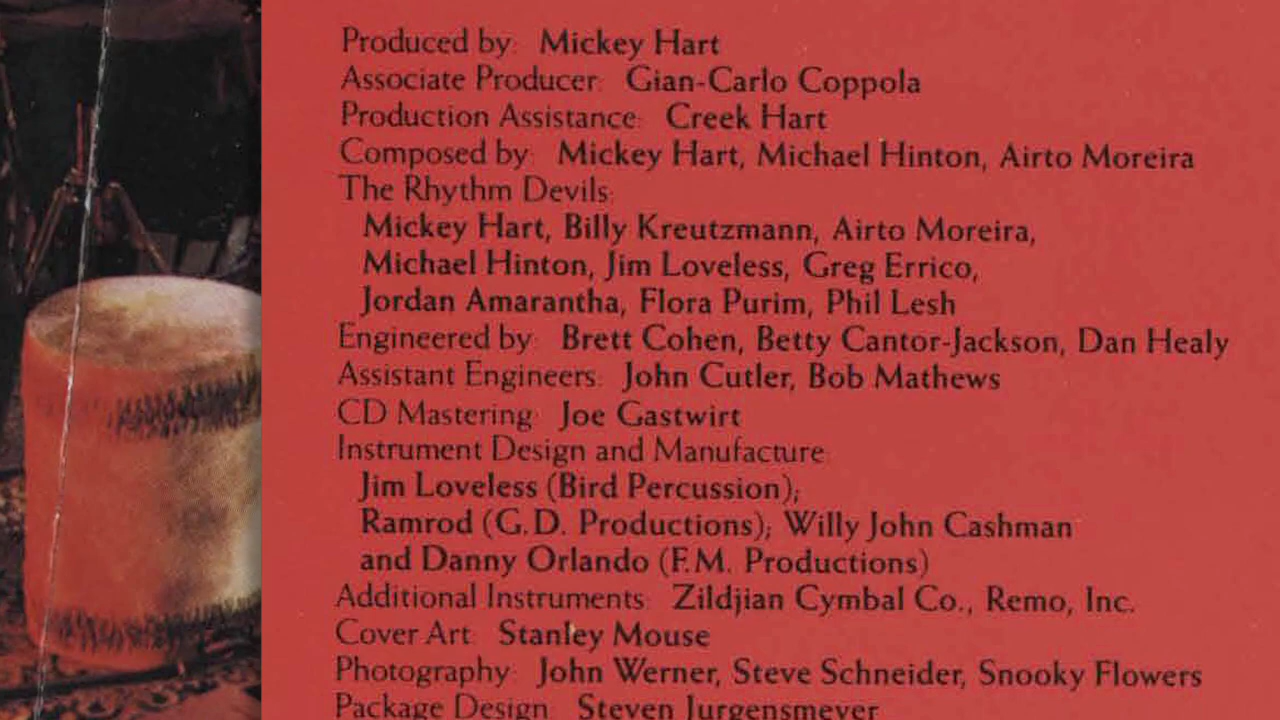 Produced by: Mickey Hart
Associate Producer: Gian-Carlo Coppola
Production Assistance: Creek Hart
Composed by: Mickey Hart, Michael Hinton, Airto Moreira
The Rhythm Devils:
Mickey Hart, Billy Kreutzmann, Airto Moreira,
Michael Hinton, Jim Loveless, Greg Errico,
Jordan Amarantha, Flora Purim, Phil Lesh
Engineered by: Brett Cohen, Betty Cantor-Jackson, Dan Healy
Assistant Engineers: John Cutler, Bob Mathews
CD Mastering: Joe Gastwirt
Instrument Design and Manufacture:
Jim Loveless (Bird Percussion);
Ramrod (G.D. Productions); Willy John Cashman
and Danny Orlando (F.M. Productions)
Additional Instruments: Zildjian Cymbal Co., Remo, Inc.
Cover Art: Stanley Mouse
Photography: John Werner, Steve Schneider, Snooky Flowers
Package Design: Steven Jurgensmeyer